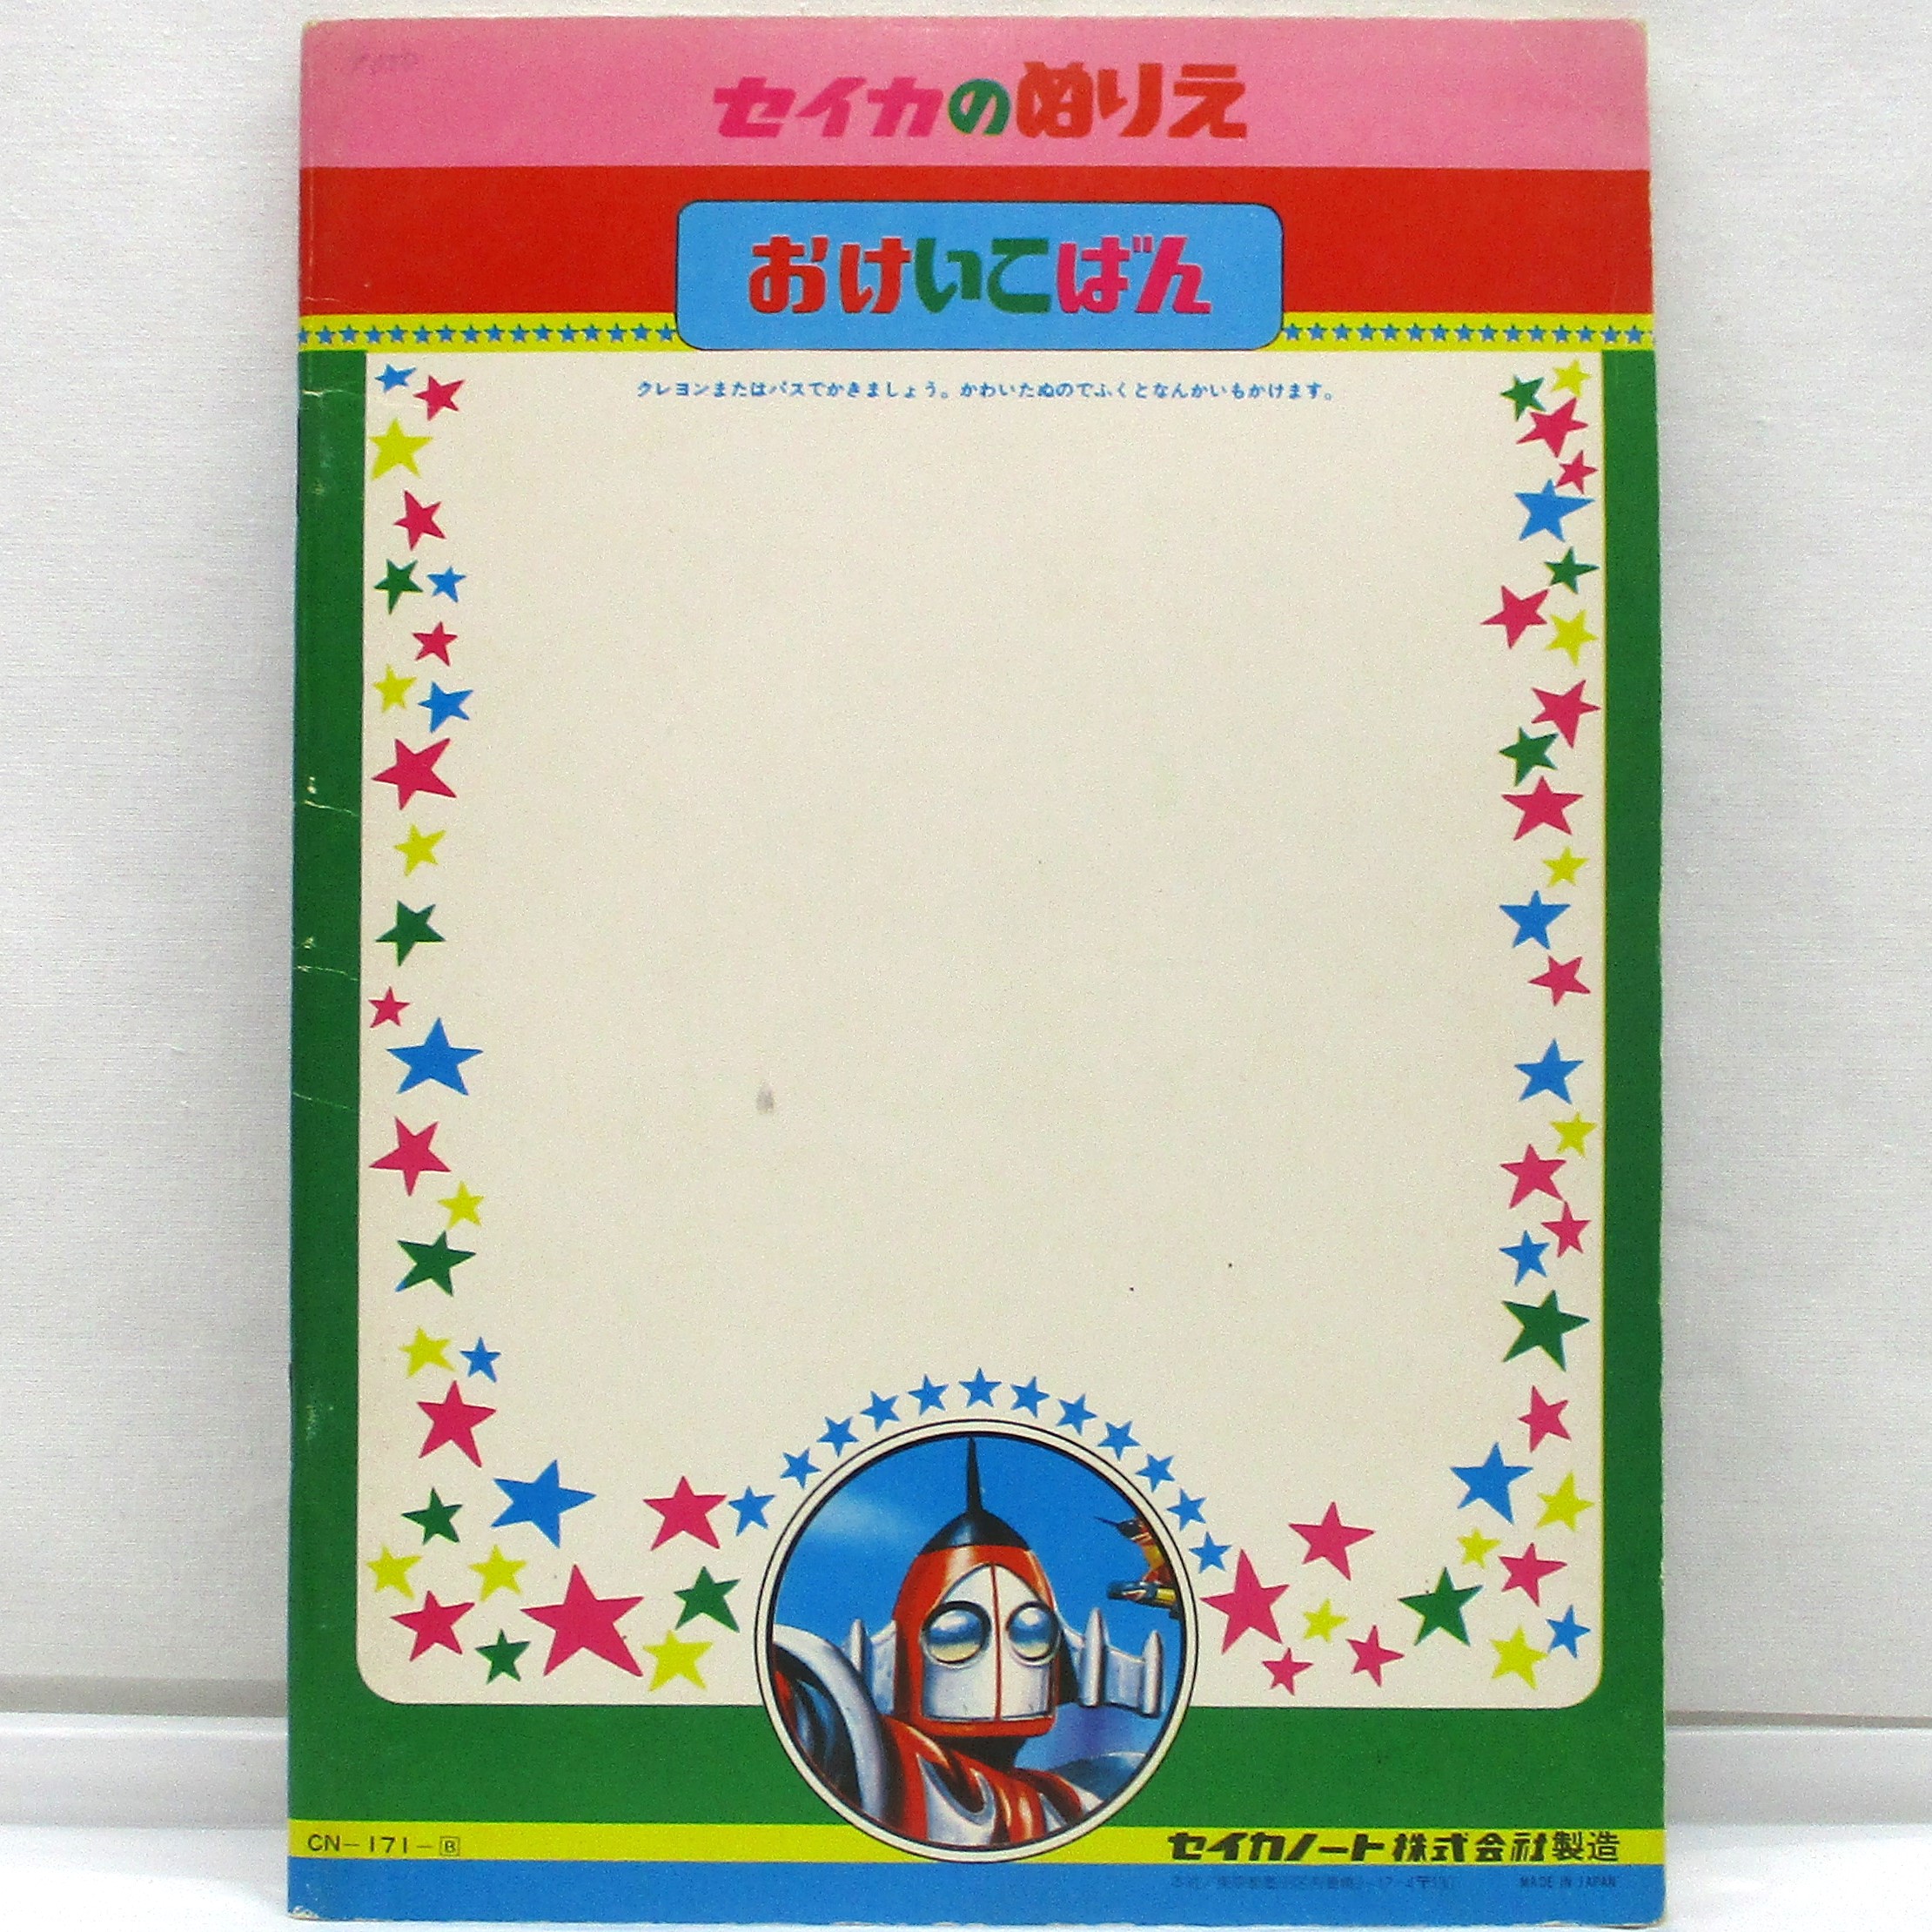 セイカのぬりえ
おけいこばん
クレヨンまたはパスでかきましょう。かわいたぬのでふくとなんかいもかけます。
CN-171-B
セイカノート株式会社製造
MADE IN JAPAN